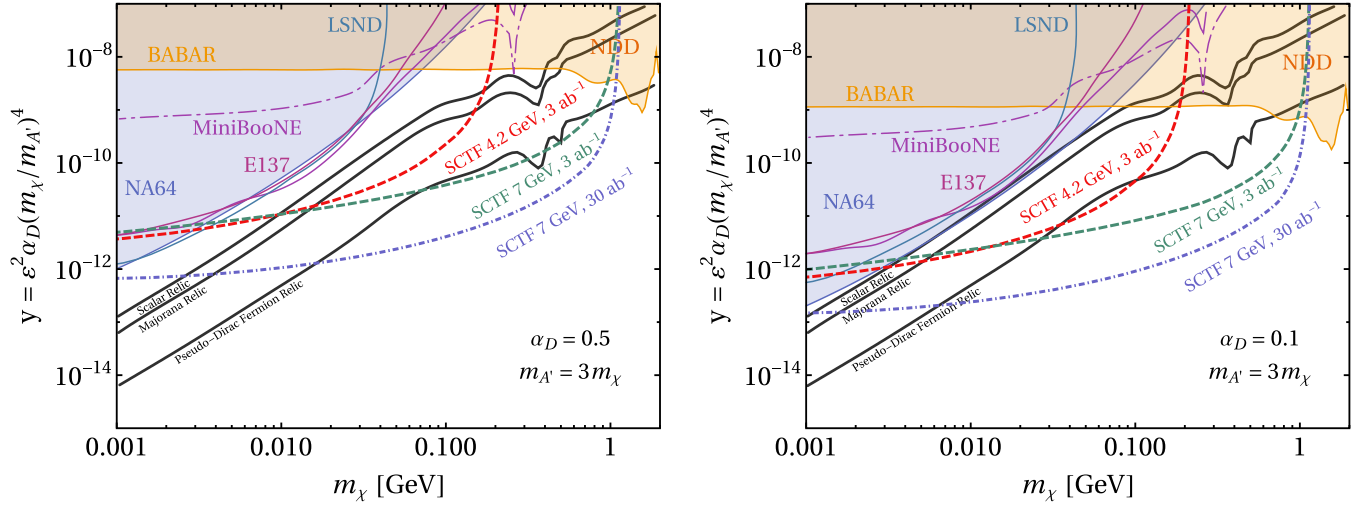 y = ε²α_D(m_χ/m_A')⁴
10⁻⁸
10⁻¹⁰
10⁻¹²
10⁻¹⁴
LSND
BABAR
NDD
MiniBooNE
E137
NA64
SCTF 4.2 GeV, 3 ab⁻¹
SCTF 7 GeV, 3 ab⁻¹
SCTF 7 GeV, 30 ab⁻¹
Scalar Relic
Majorana Relic
Pseudo-Dirac Fermion Relic
α_D = 0.5
m_A' = 3m_χ
0.001
0.010
0.100
1
m_χ [GeV]
y = ε²α_D(m_χ/m_A')⁴
10⁻⁸
10⁻¹⁰
10⁻¹²
10⁻¹⁴
LSND
NDD
BABAR
MiniBooNE
E137
NA64
SCTF 4.2 GeV, 3 ab⁻¹
SCTF 7 GeV, 3 ab⁻¹
SCTF 7 GeV, 30 ab⁻¹
Scalar Relic
Majorana Relic
Pseudo-Dirac Fermion Relic
α_D = 0.1
m_A' = 3m_χ
0.001
0.010
0.100
1
m_χ [GeV]